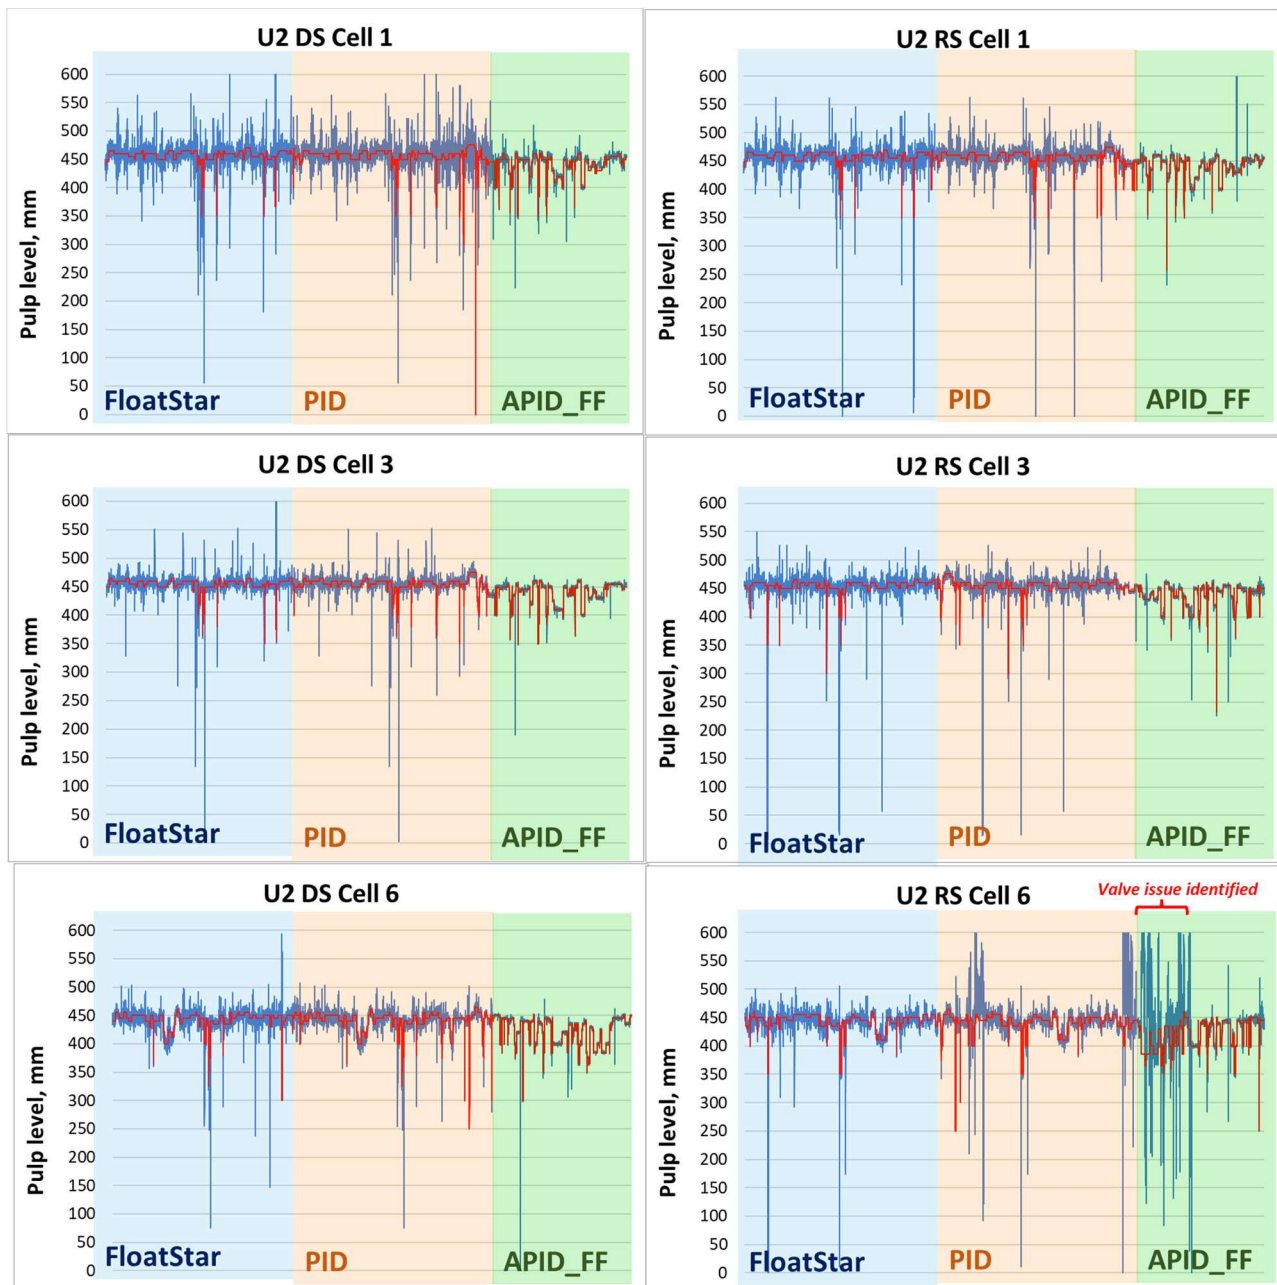 U2 DS Cell 1
Pulp level, mm
600
550
500
450
400
350
300
250
200
150
100
50
0
FloatStar
PID
APID_FF
U2 RS Cell 1
Pulp level, mm
600
550
500
450
400
350
300
250
200
150
100
50
0
FloatStar
PID
APID_FF
U2 DS Cell 3
Pulp level, mm
600
550
500
450
400
350
300
250
200
150
100
50
0
FloatStar
PID
APID_FF
U2 RS Cell 3
Pulp level, mm
600
550
500
450
400
350
300
250
200
150
100
50
0
FloatStar
PID
APID_FF
U2 DS Cell 6
Pulp level, mm
600
550
500
450
400
350
300
250
200
150
100
50
0
FloatStar
PID
APID_FF
U2 RS Cell 6
Valve issue identified
Pulp level, mm
600
550
500
450
400
350
300
250
200
150
100
50
0
FloatStar
PID
APID_FF